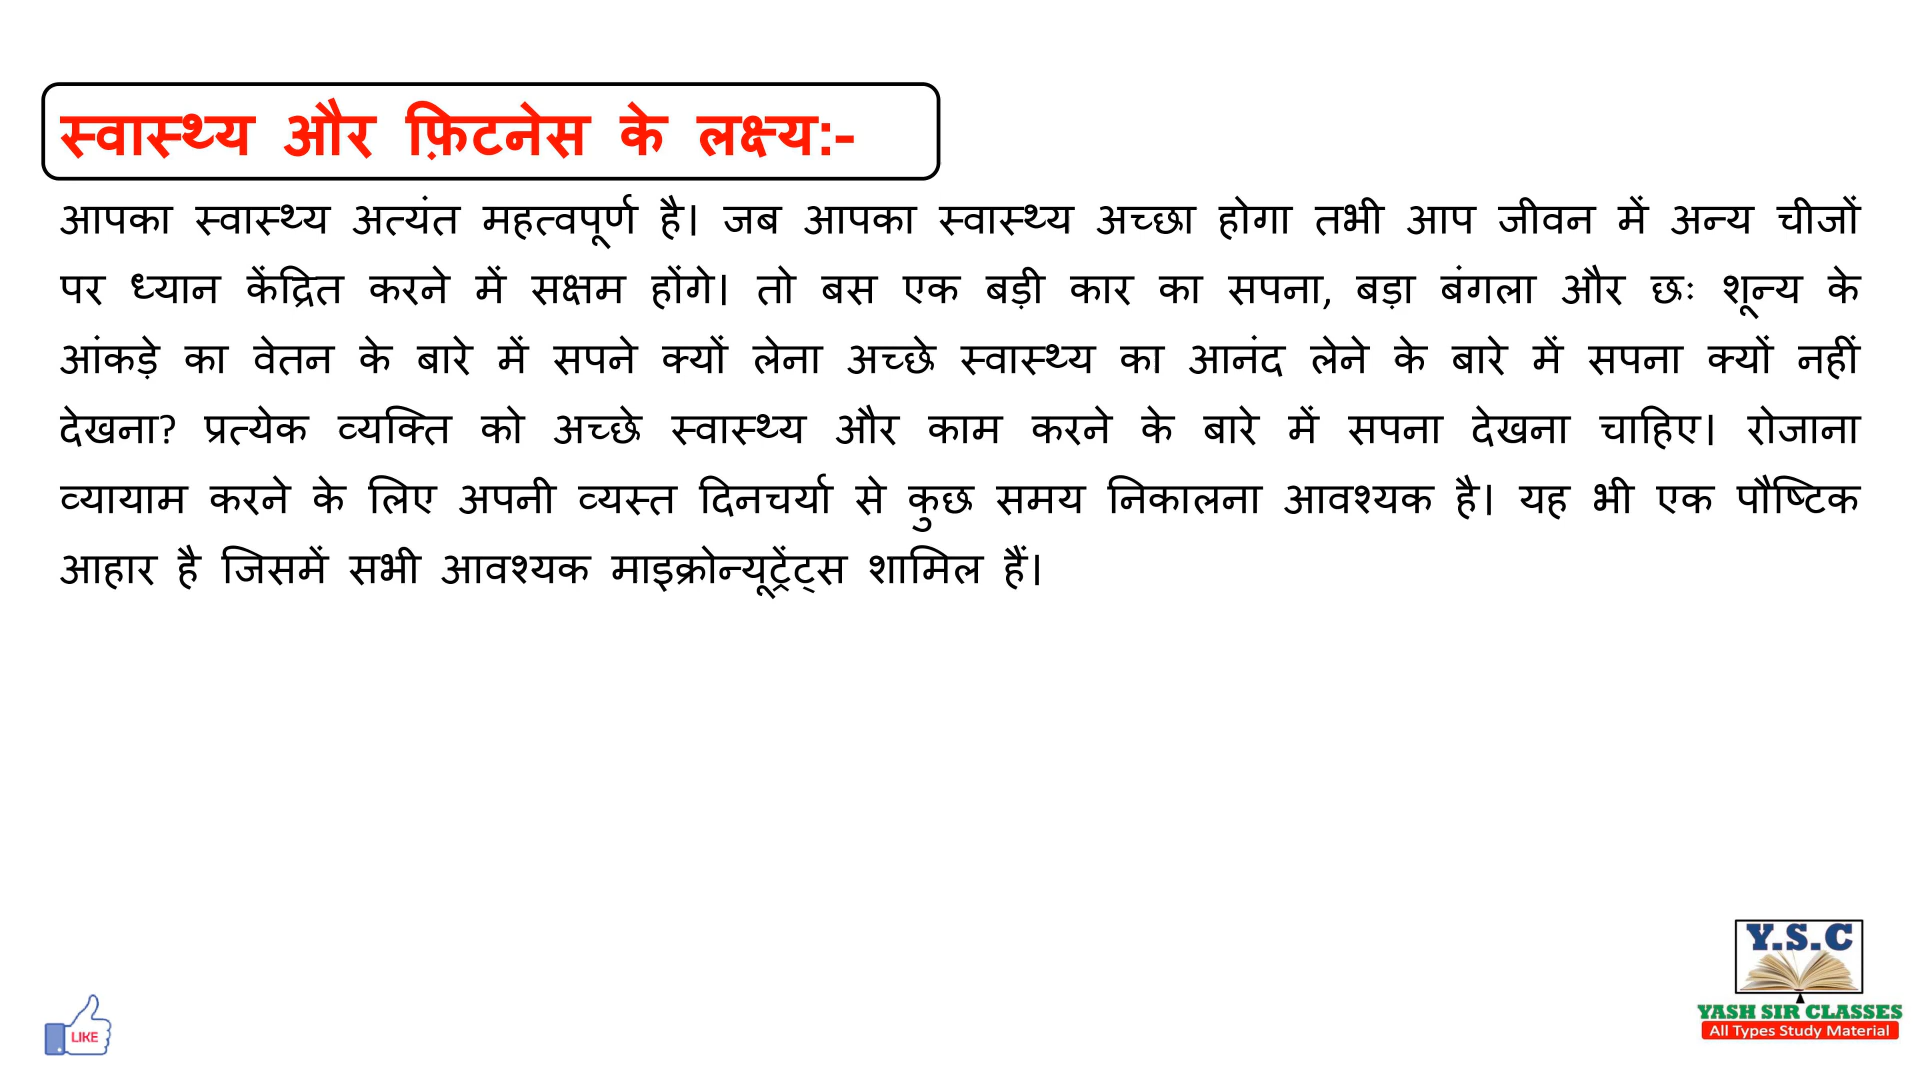 स्वास्थ्य और फ़िटनेस के लक्ष्य:-
आपका स्वास्थ्य अत्यंत महत्वपूर्ण है। जब आपका स्वास्थ्य अच्छा होगा तभी आप जीवन में अन्य चीजों
पर ध्यान केंद्रित करने में सक्षम होंगे। तो बस एक बड़ी कार का सपना, बड़ा बंगला और छः शून्य के
आंकड़े का वेतन के बारे में सपने क्यों लेना अच्छे स्वास्थ्य का आनंद लेने के बारे में सपना क्यों नहीं
देखना? प्रत्येक व्यक्ति को अच्छे स्वास्थ्य और काम करने के बारे में सपना देखना चाहिए। रोजाना
व्यायाम करने के लिए अपनी व्यस्त दिनचर्या से कुछ समय निकालना आवश्यक है। यह भी एक पौष्टिक
आहार है जिसमें सभी आवश्यक माइक्रोन्यूट्रेंट्स शामिल हैं।
Y.S.C
YASH SIR CLASSES
All Types Study Material
LIKE